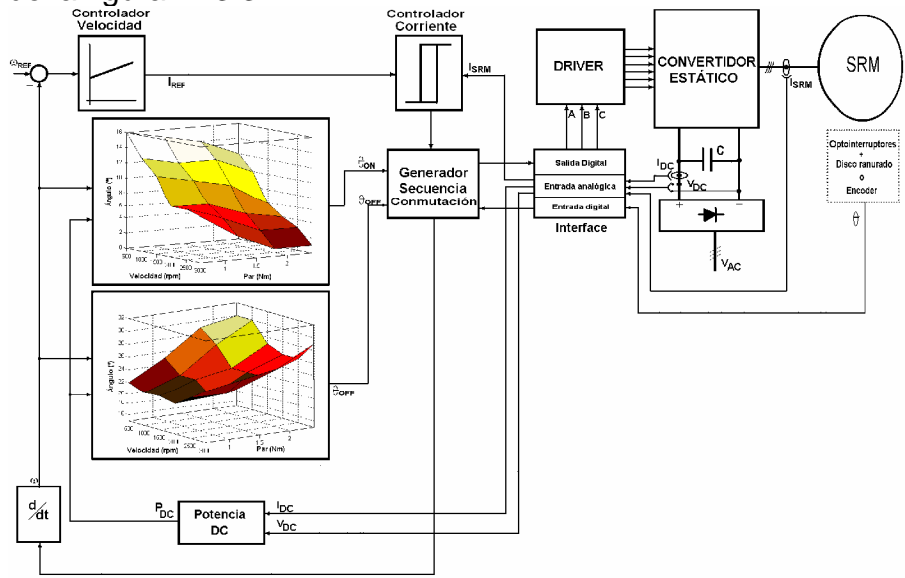 Controlador
Velocidad
Controlador
Corriente
ωREF
−
IREF
ISRM
DRIVER
CONVERTIDOR
ESTÁTICO
SRM
ISRM
A B C
C
Optointerruptores
+
Disco ranurado
o
Encoder
θ
θON
θOFF
Generador
Secuencia
Conmutación
Salida Digital
Entrada analógica
Entrada digital
Interface
IDC
VDC
+ −
VAC
Ángulo (º)
Velocidad (rpm)
Par (Nm)
Ángulo (º)
Velocidad (rpm)
Par (Nm)
θOFF
ω
d/dt
PDC
Potencia
DC
IDC
VDC